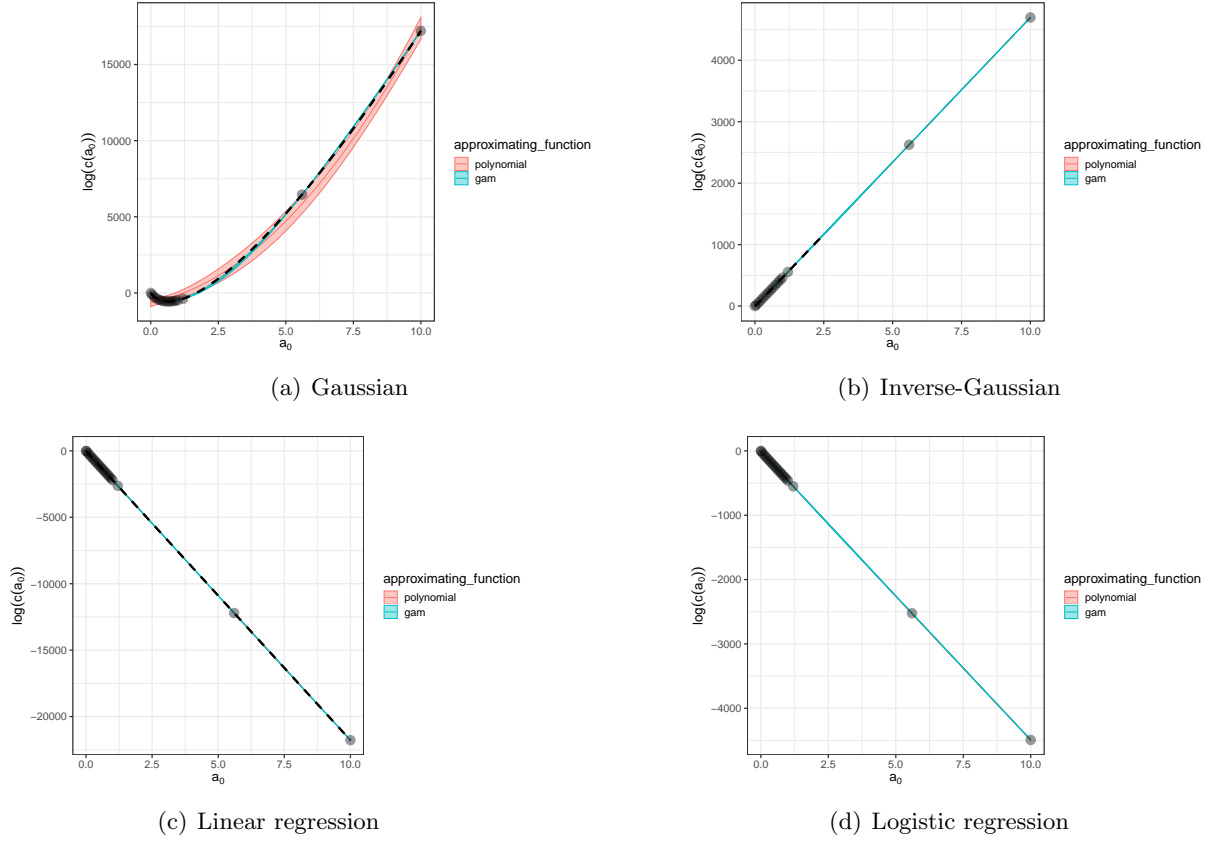 15000
10000
5000
0
log(c(a₀))
0.0 2.5 5.0 7.5 10.0
a₀
approximating_function
polynomial
gam
(a) Gaussian
4000
3000
2000
1000
0
log(c(a₀))
0.0 2.5 5.0 7.5 10.0
a₀
approximating_function
polynomial
gam
(b) Inverse-Gaussian
0
−5000
−10000
−15000
−20000
log(c(a₀))
0.0 2.5 5.0 7.5 10.0
a₀
approximating_function
polynomial
gam
(c) Linear regression
0
−1000
−2000
−3000
−4000
log(c(a₀))
0.0 2.5 5.0 7.5 10.0
a₀
approximating_function
polynomial
gam
(d) Logistic regression